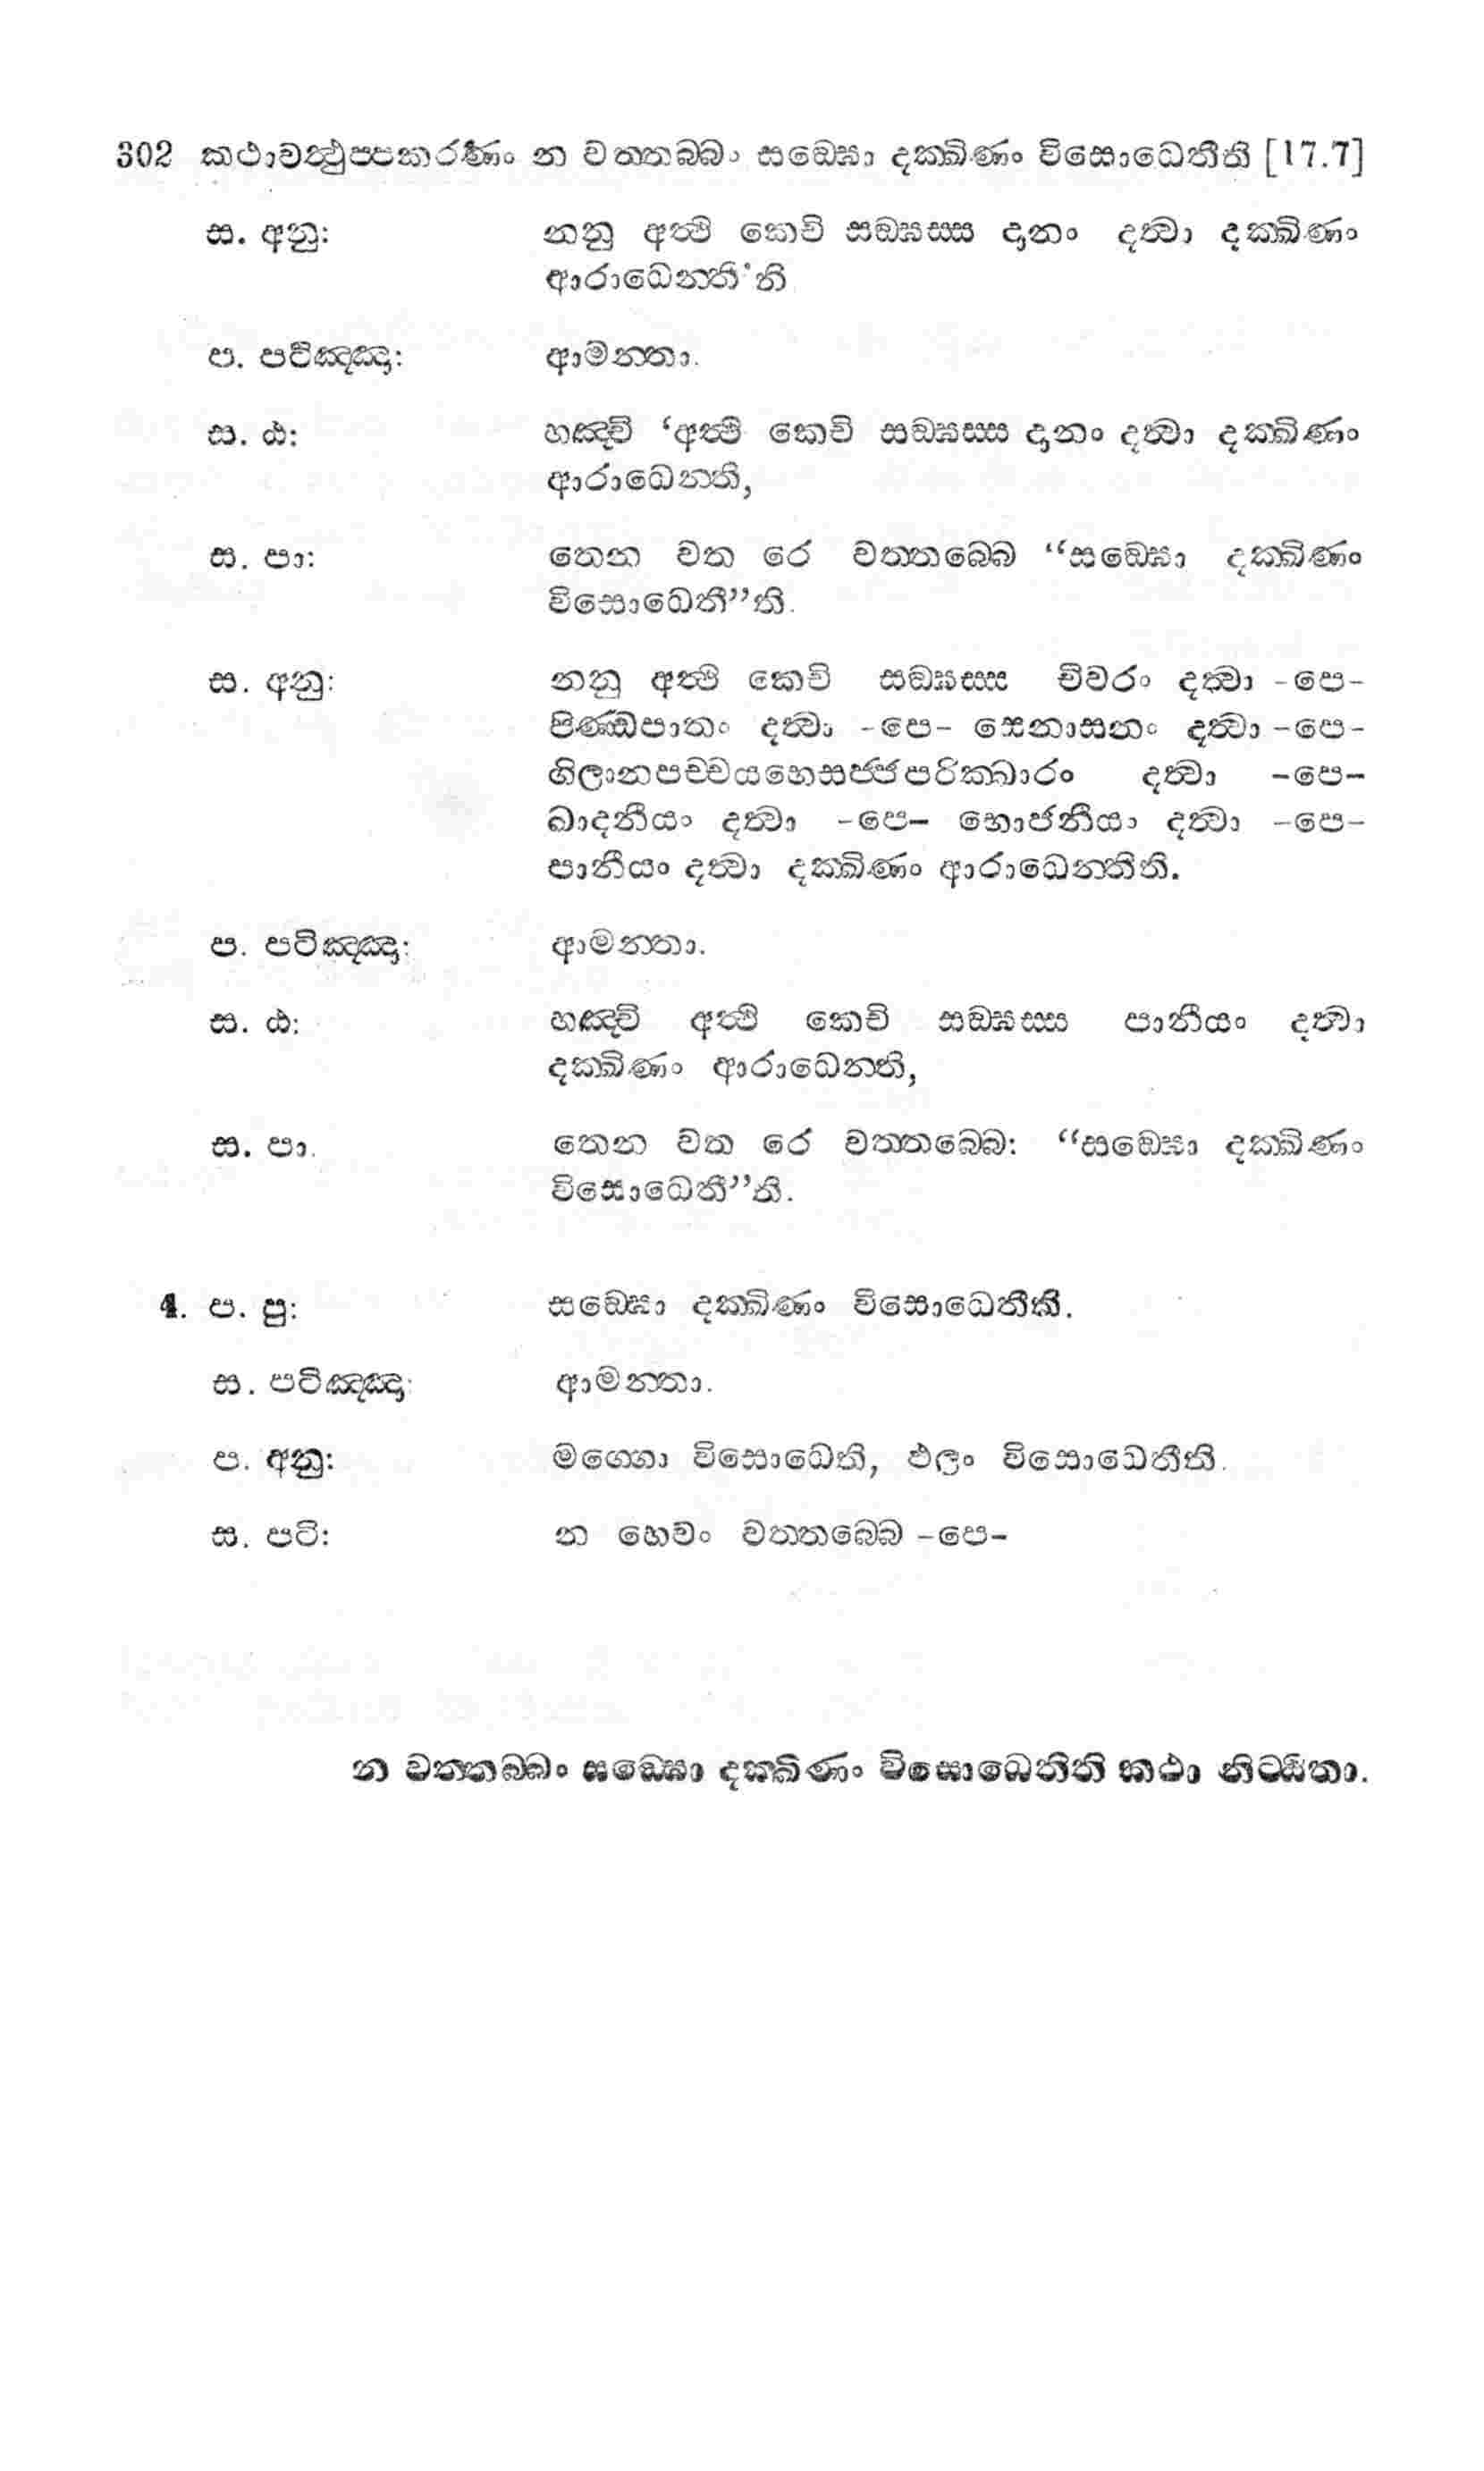 302 කථාවත්ථුප්පකරණං න වත්තබ්බං සඞ්ඝො දක්ඛිණං විසොධෙතීති [17.7]
ස. අනු: නනු අත්ථි කෙචි සඞ්ඝස්ස දානං දත්වා දක්ඛිණං
ආරාධෙන්තී'ති
ප. පටිඤ්ඤා: ආමන්තා.
ස. ඨ: හඤ්චි ‘අත්ථි කෙචි සඞ්ඝස්ස දානං දත්වා දක්ඛිණං
ආරාධෙන්ති,
ස. පා: තෙන වත රෙ වත්තබ්බෙ “සඞ්ඝො දක්ඛිණං
විසොධෙතී”ති.
ස. අනු: නනු අත්ථි කෙචි සඞ්ඝස්ස චීවරං දත්වා -පෙ-
පිණ්ඩපාතං දත්වා -පෙ- සෙනාසනං දත්වා -පෙ-
ගිලානපච්චයභෙසජ්ජපරික්ඛාරං දත්වා -පෙ-
ඛාදනීයං දත්වා -පෙ- භොජනීයං දත්වා -පෙ-
පානීයං දත්වා දක්ඛිණං ආරාධෙන්තීති.
ප. පටිඤ්ඤා: ආමන්තා.
ස. ඨ: හඤ්චි අත්ථි කෙචි සඞ්ඝස්ස පානීයං දත්වා
දක්ඛිණං ආරාධෙන්ති,
ස. පා. තෙන වත රෙ වත්තබ්බෙ: “සඞ්ඝො දක්ඛිණං
විසොධෙතී”ති.
4. ප. පු: සඞ්ඝො දක්ඛිණං විසොධෙතීති.
ස. පටිඤ්ඤා: ආමන්තා.
ප. අනු: මග්ගො විසොධෙති, ඵලං විසොධෙතීති.
ස. පටි: න හෙවං වත්තබ්බෙ -පෙ-
න වත්තබ්බං සඞ්ඝො දක්ඛිණං විසොධෙතීති කථා නිට්ඨිතා.